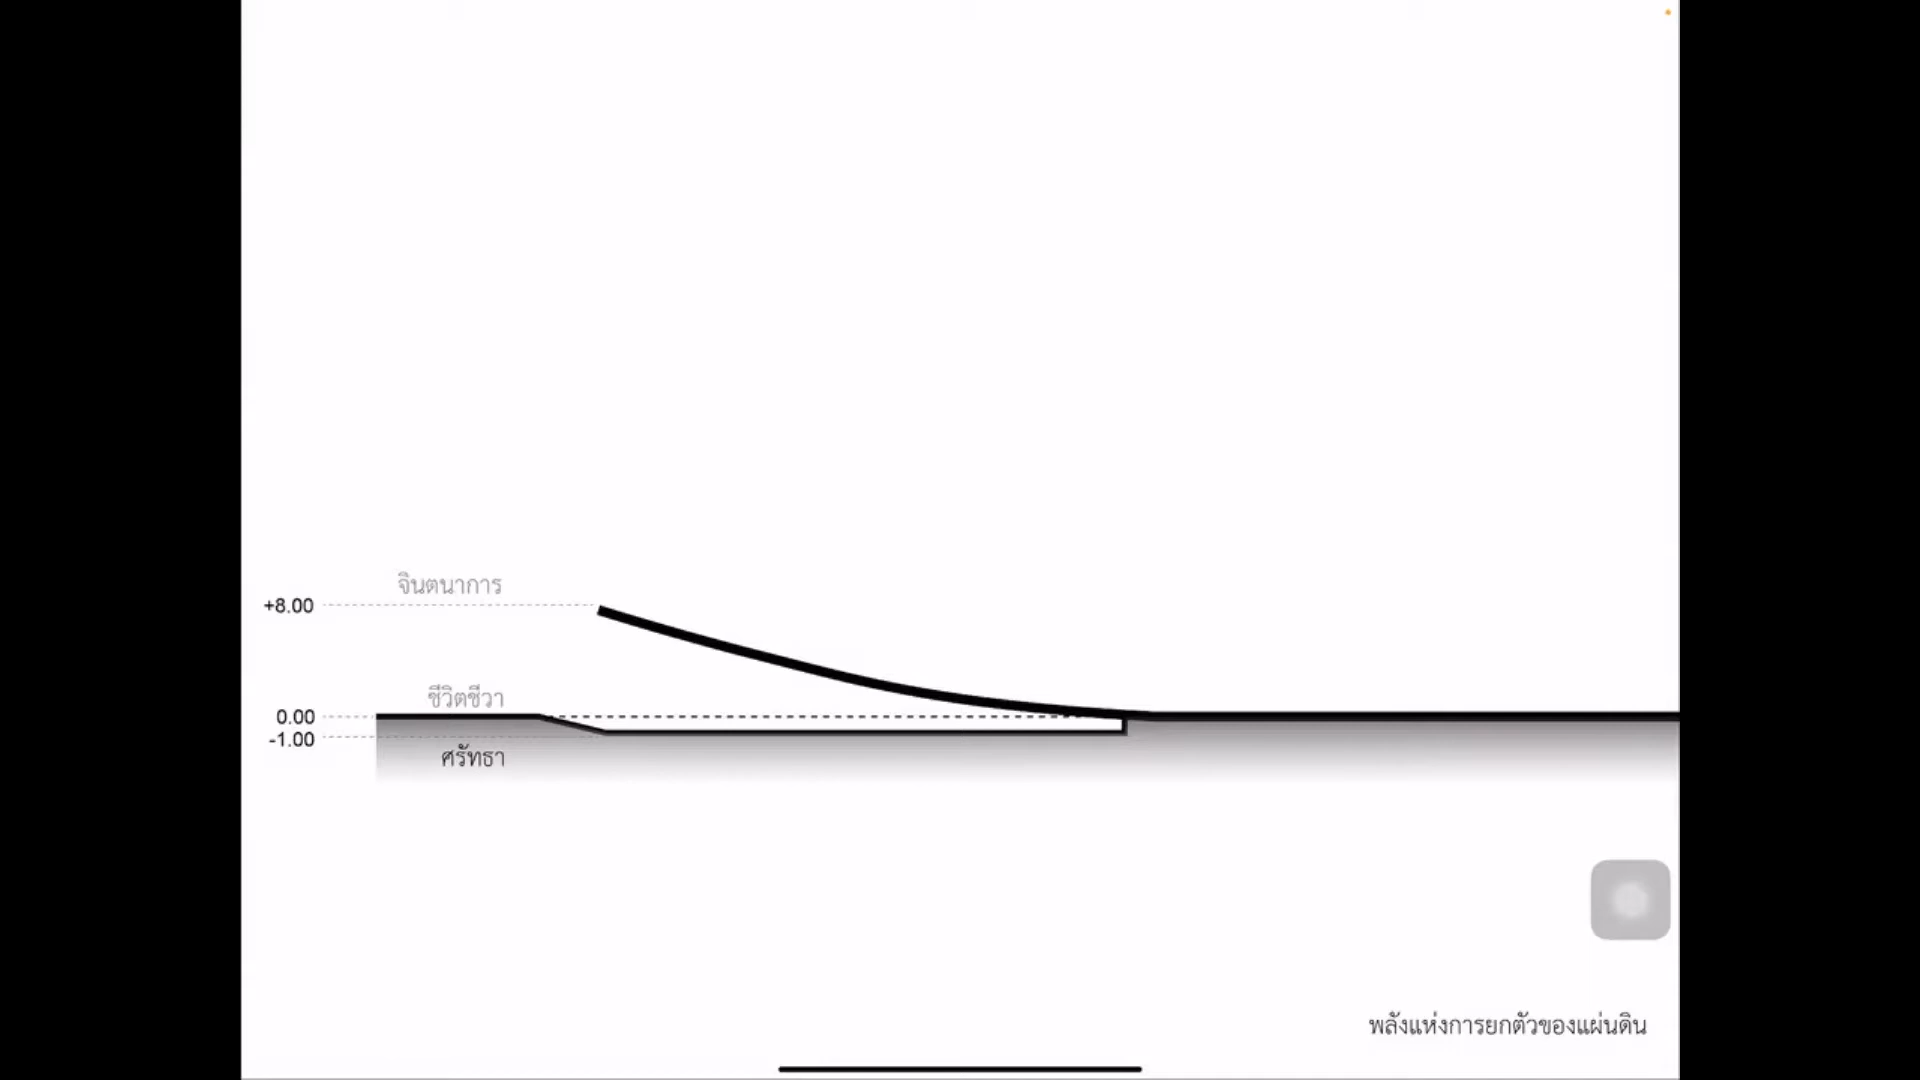 จินตนาการ
+8.00
ชีวิตชีวา
0.00
-1.00
ศรัทธา
พลังแห่งการยกตัวของแผ่นดิน